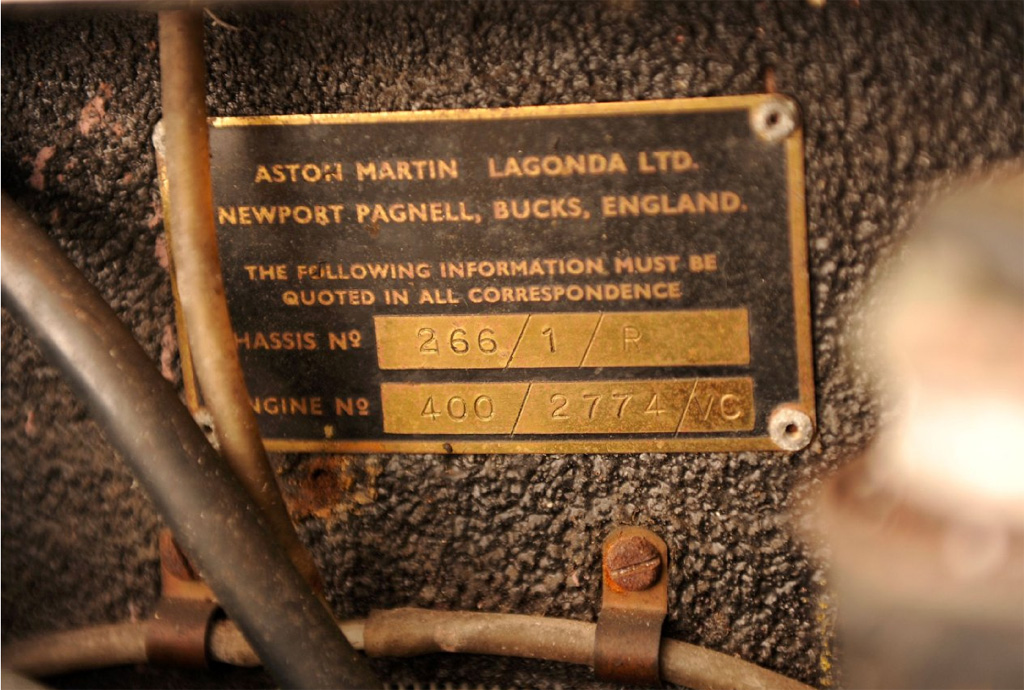 ASTON MARTIN LAGONDA LTD.
NEWPORT PAGNELL, BUCKS, ENGLAND.
THE FOLLOWING INFORMATION MUST BE
QUOTED IN ALL CORRESPONDENCE
HASSIS Nº 266/1/R
NGINE Nº 400/2774/VC